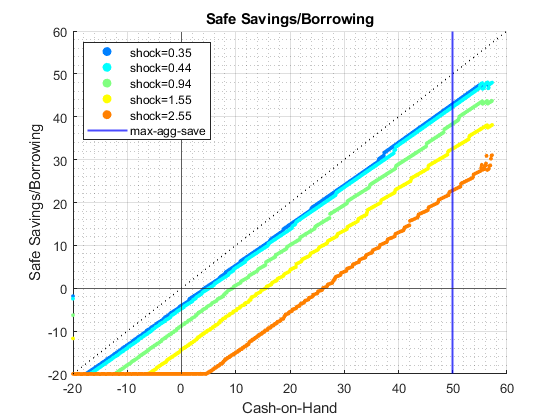 Safe Savings/Borrowing
60
50
40
30
20
10
0
-10
-20
Safe Savings/Borrowing
shock=0.35
shock=0.44
shock=0.94
shock=1.55
shock=2.55
max-agg-save
-20
-10
0
10
20
30
40
50
60
Cash-on-Hand